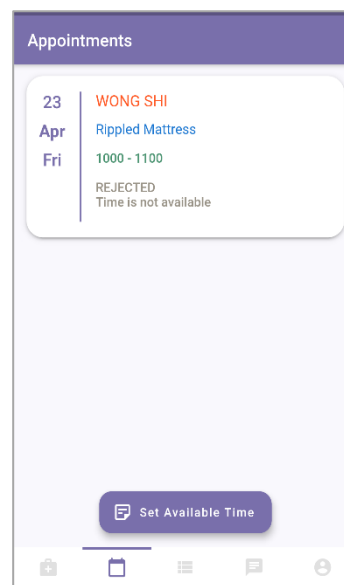 Appointments
23
Apr
Fri
WONG SHI
Rippled Mattress
1000 - 1100
REJECTED
Time is not available
Set Available Time